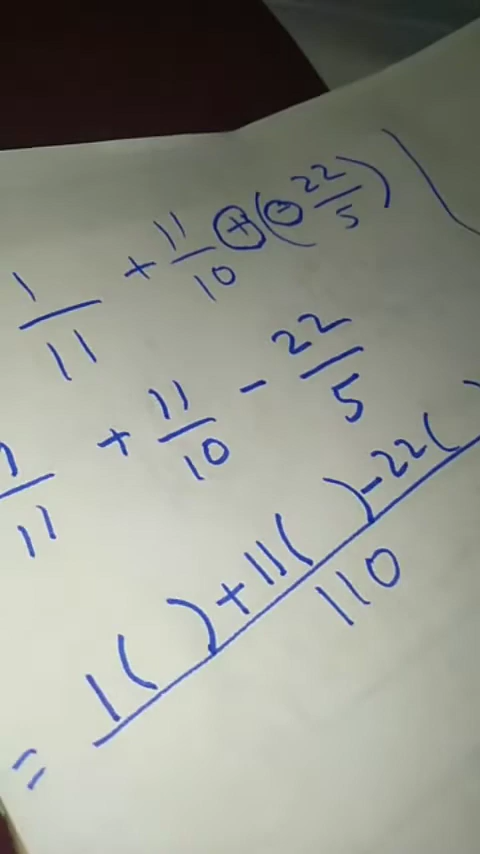 1/11 + 11/10 + (- 22/5)
1/11 + 11/10 - 22/5
= 1( ) + 11( ) - 22( ) / 110